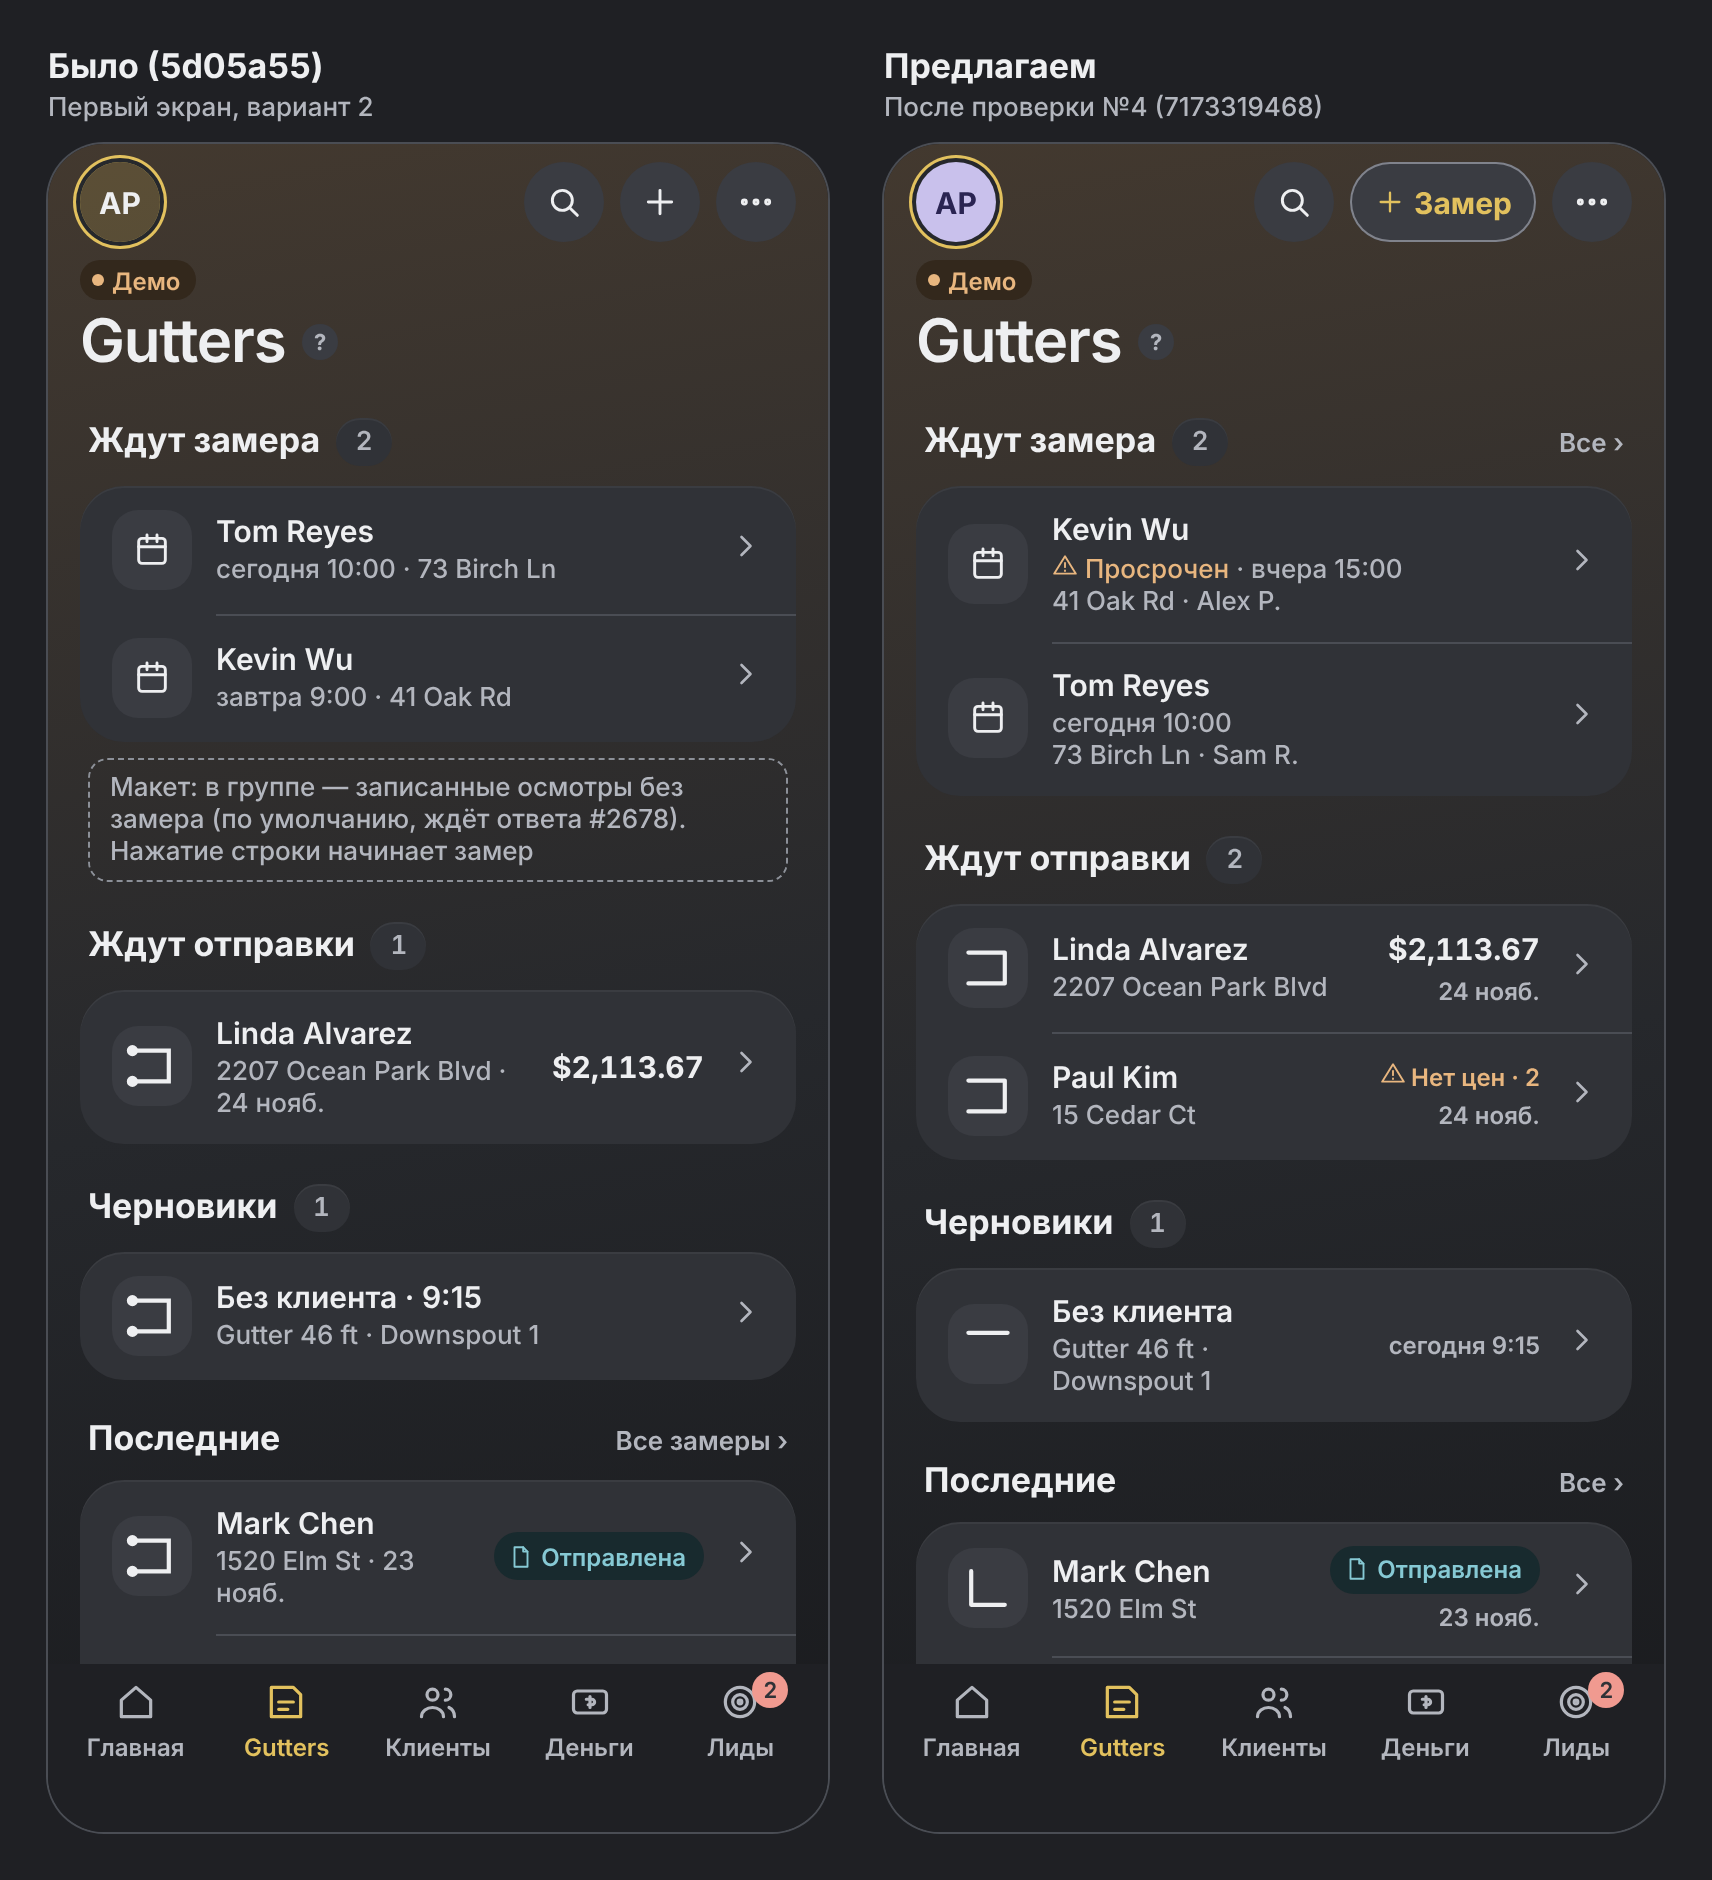 Было (5d05a55)
Первый экран, вариант 2
AP
Демо
Gutters ?
Ждут замера 2
Tom Reyes
сегодня 10:00 · 73 Birch Ln
Kevin Wu
завтра 9:00 · 41 Oak Rd
Макет: в группе — записанные осмотры без
замера (по умолчанию, ждёт ответа #2678).
Нажатие строки начинает замер
Ждут отправки 1
Linda Alvarez
2207 Ocean Park Blvd ·
24 нояб.
$2,113.67
Черновики 1
Без клиента · 9:15
Gutter 46 ft · Downspout 1
Последние
Все замеры ›
Mark Chen
1520 Elm St · 23
нояб.
Отправлена
Главная
Gutters
Клиенты
Деньги
Лиды
2
Предлагаем
После проверки №4 (7173319468)
AP
+ Замер
Демо
Gutters ?
Ждут замера 2
Все ›
Kevin Wu
Просрочен · вчера 15:00
41 Oak Rd · Alex P.
Tom Reyes
сегодня 10:00
73 Birch Ln · Sam R.
Ждут отправки 2
Linda Alvarez
2207 Ocean Park Blvd
$2,113.67
24 нояб.
Paul Kim
15 Cedar Ct
Нет цен · 2
24 нояб.
Черновики 1
Без клиента
Gutter 46 ft ·
Downspout 1
сегодня 9:15
Последние
Все ›
Mark Chen
1520 Elm St
Отправлена
23 нояб.
Главная
Gutters
Клиенты
Деньги
Лиды
2